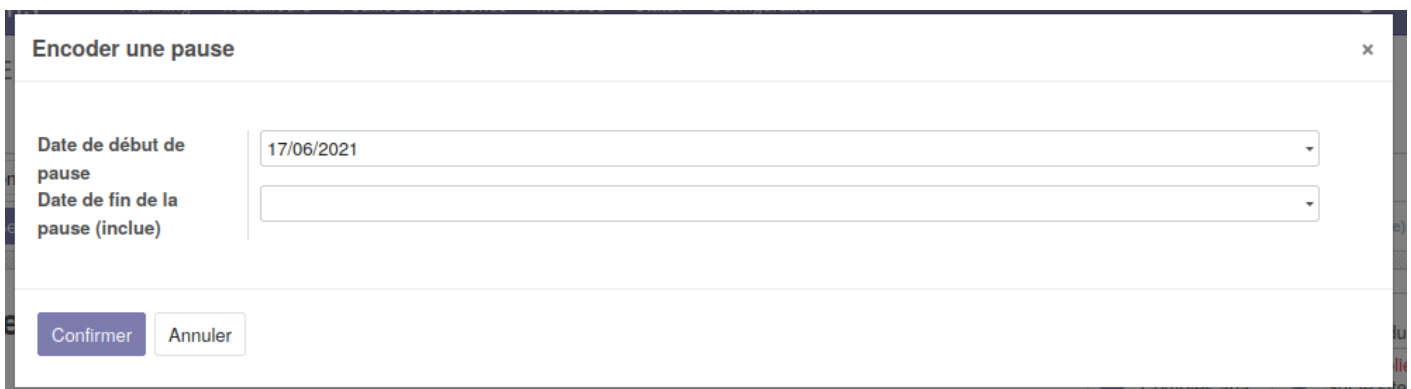 Encoder une pause
×
Date de début de
pause
17/06/2021
Date de fin de la
pause (inclue)
Confirmer
Annuler